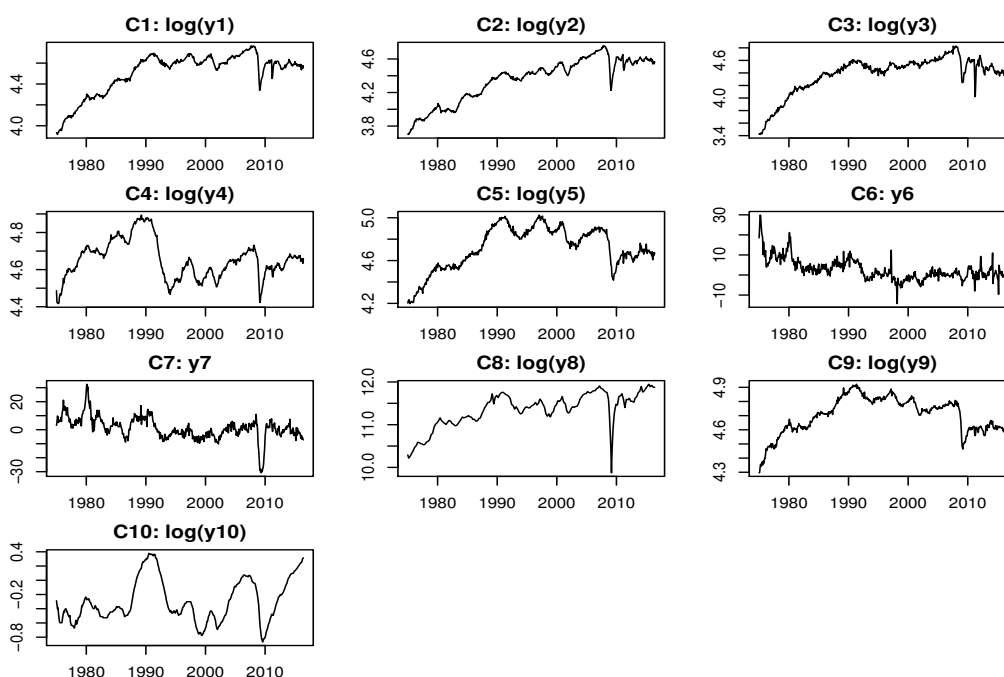 C1: log(y1)
4.4
4.0
1980 1990 2000 2010
C2: log(y2)
4.6
4.2
3.8
1980 1990 2000 2010
C3: log(y3)
4.6
4.0
3.4
1980 1990 2000 2010
C4: log(y4)
4.8
4.6
4.4
1980 1990 2000 2010
C5: log(y5)
5.0
4.6
4.2
1980 1990 2000 2010
C6: y6
30
10
−10
1980 1990 2000 2010
C7: y7
20
0
−30
1980 1990 2000 2010
C8: log(y8)
12.0
11.0
10.0
1980 1990 2000 2010
C9: log(y9)
4.9
4.6
4.3
1980 1990 2000 2010
C10: log(y10)
0.4
−0.2
−0.8
1980 1990 2000 2010